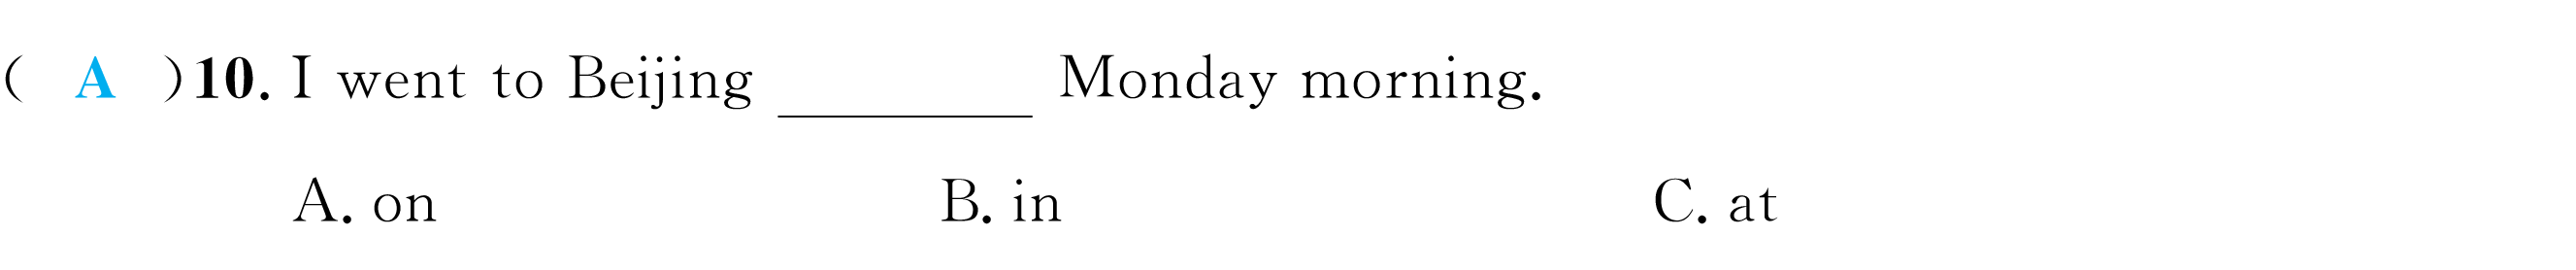 ( A )10. I went to Beijing ________ Monday morning.
A. on B. in C. at